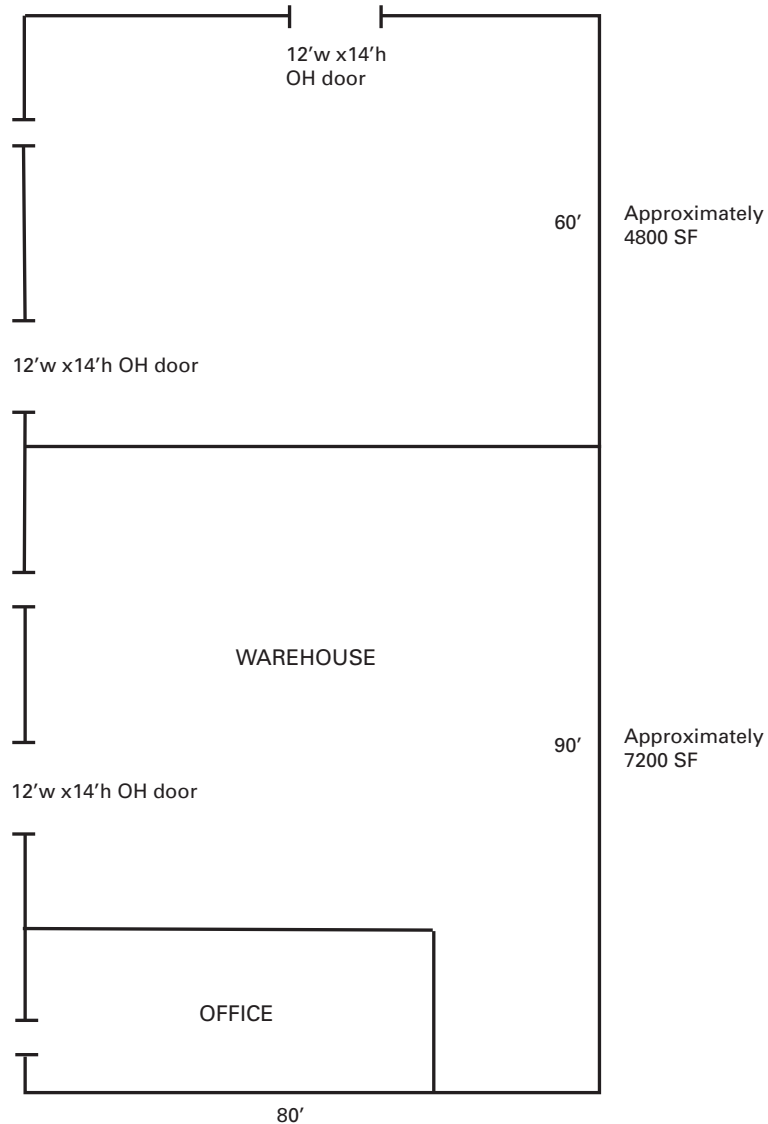 12′w x14′h
OH door
60′
Approximately
4800 SF
12′w x14′h OH door
WAREHOUSE
90′
Approximately
7200 SF
12′w x14′h OH door
OFFICE
80′